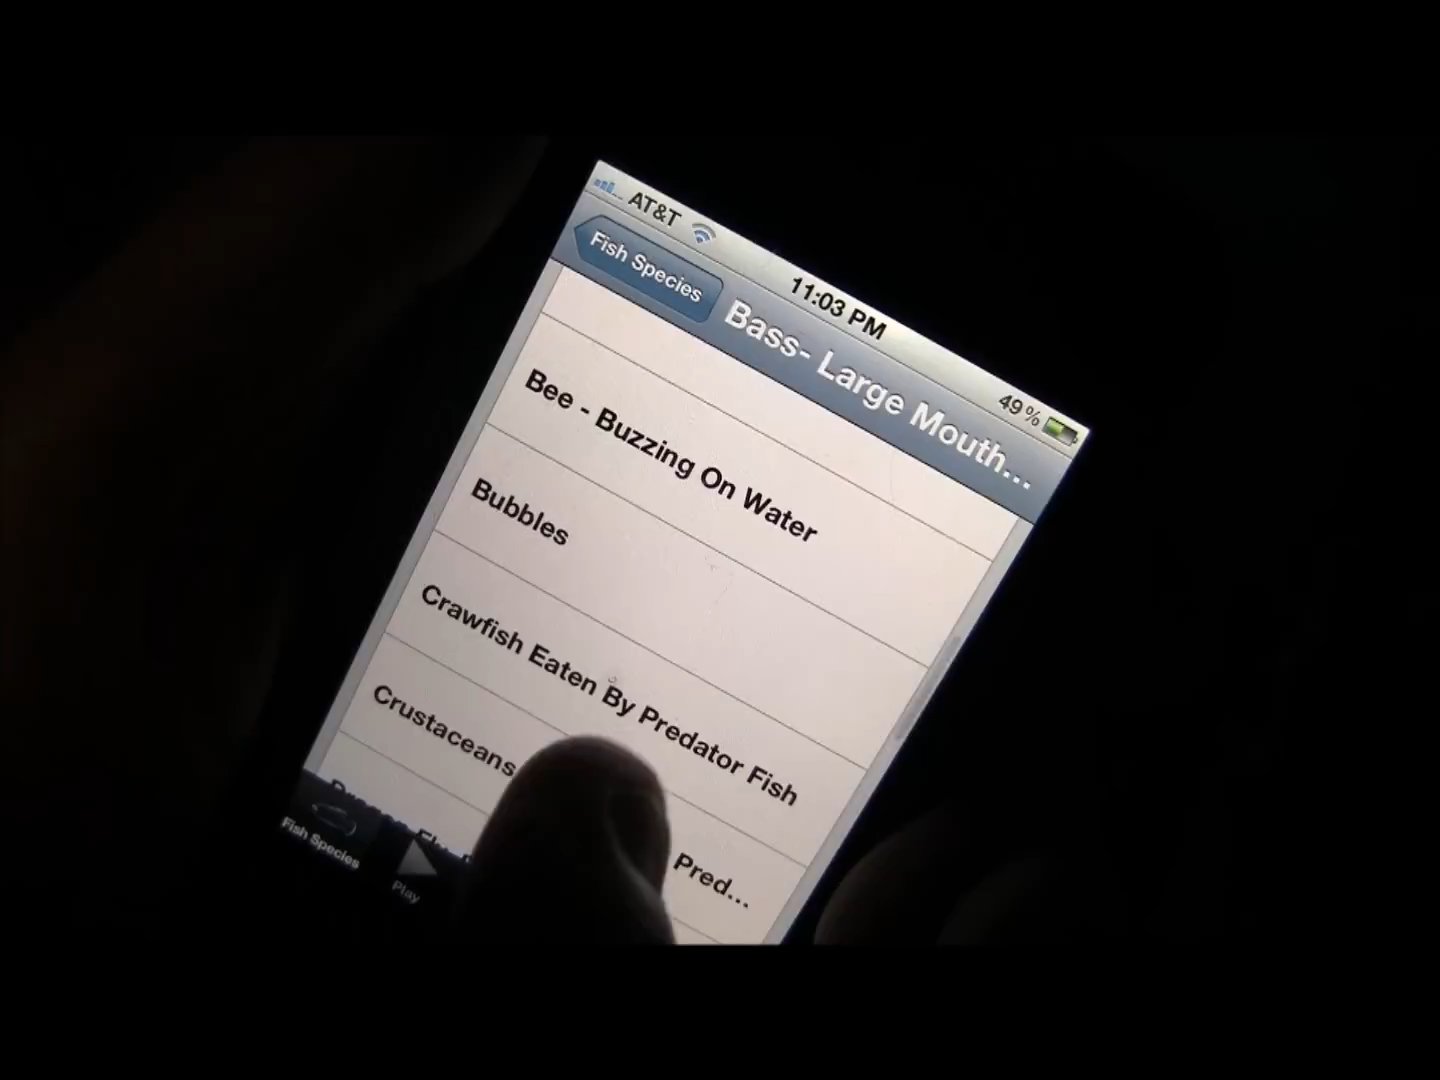 AT&T
11:03 PM
49%
Fish Species
Bass- Large Mouth...
Bee - Buzzing On Water
Bubbles
Crawfish Eaten By Predator Fish
Crustaceans Pred...
Fish Species
Play